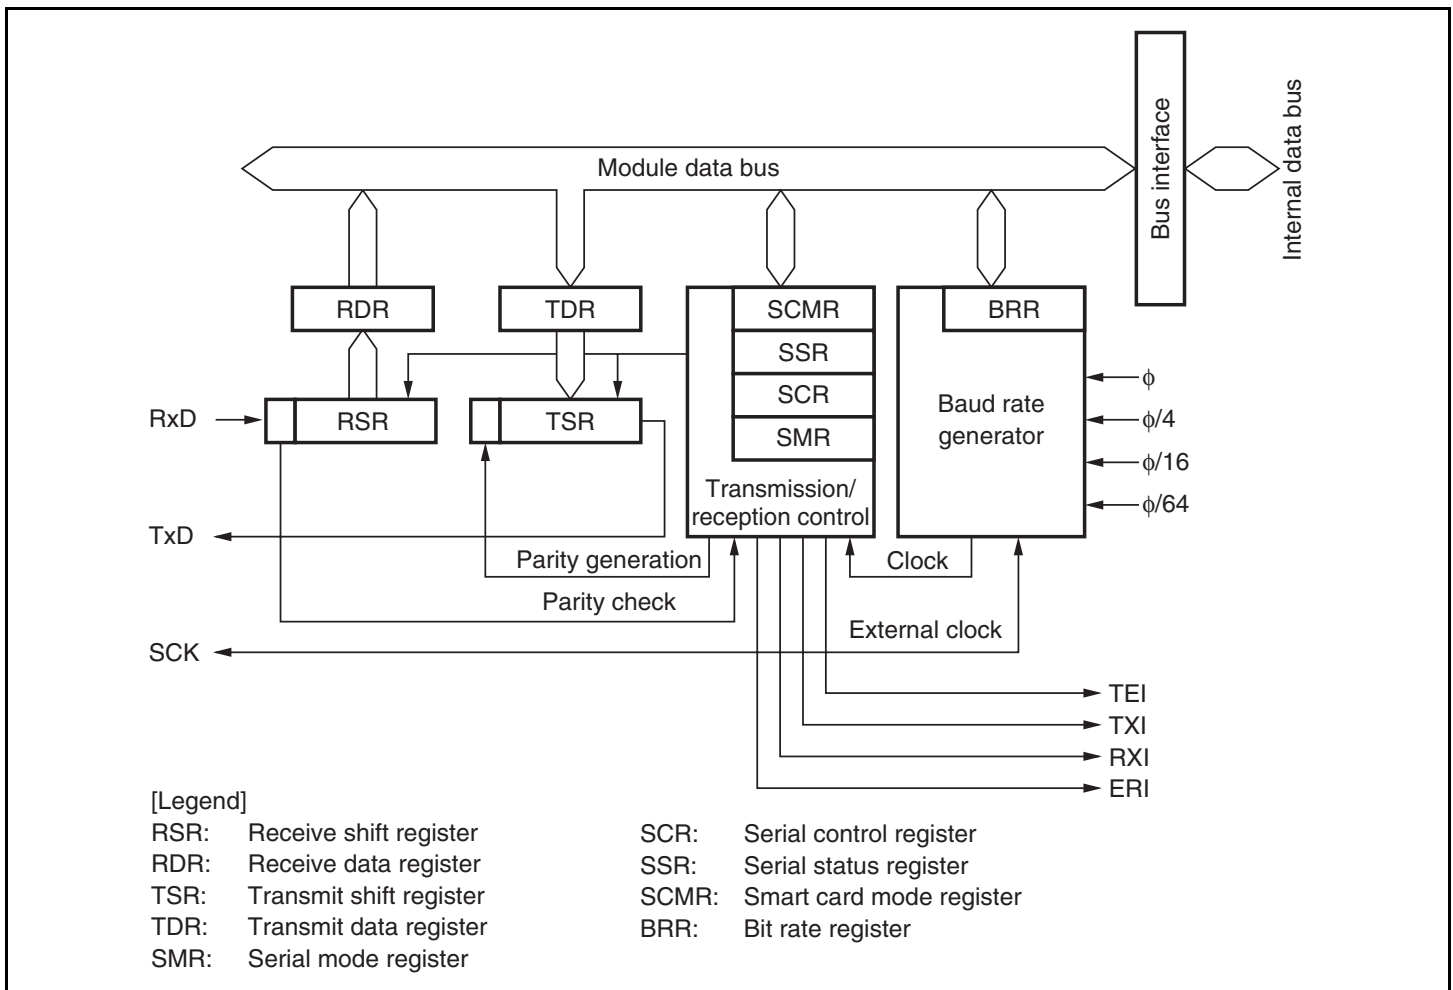 Module data bus
Bus interface
Internal data bus
RDR
TDR
SCMR
BRR
SSR
SCR
SMR
RxD
RSR
TSR
Baud rate
generator
ϕ
ϕ/4
ϕ/16
ϕ/64
Transmission/
reception control
TxD
Parity generation
Clock
Parity check
External clock
SCK
TEI
TXI
RXI
ERI
[Legend]
RSR: Receive shift register
RDR: Receive data register
TSR: Transmit shift register
TDR: Transmit data register
SMR: Serial mode register
SCR: Serial control register
SSR: Serial status register
SCMR: Smart card mode register
BRR: Bit rate register